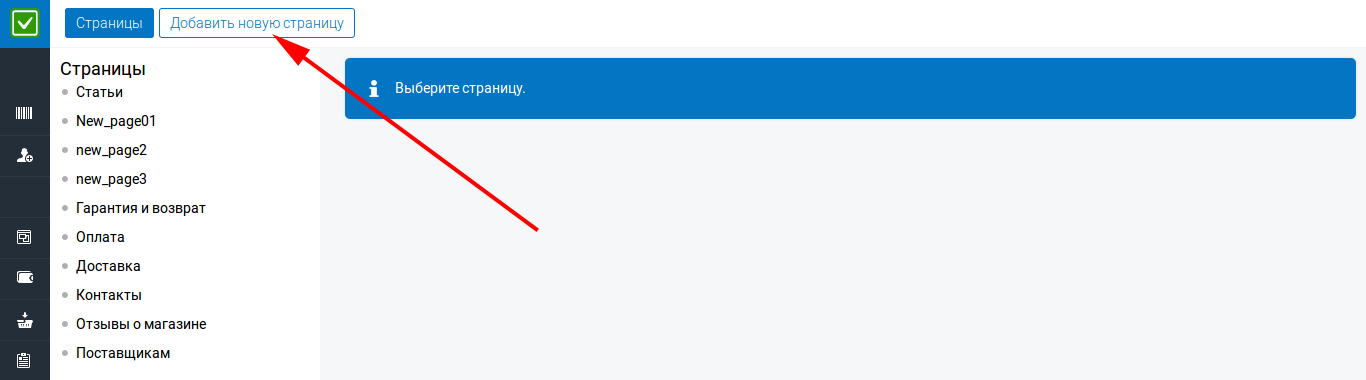 Страницы
Добавить новую страницу
Страницы
Статьи
New_page01
new_page2
new_page3
Гарантия и возврат
Оплата
Доставка
Контакты
Отзывы о магазине
Поставщикам
Выберите страницу.